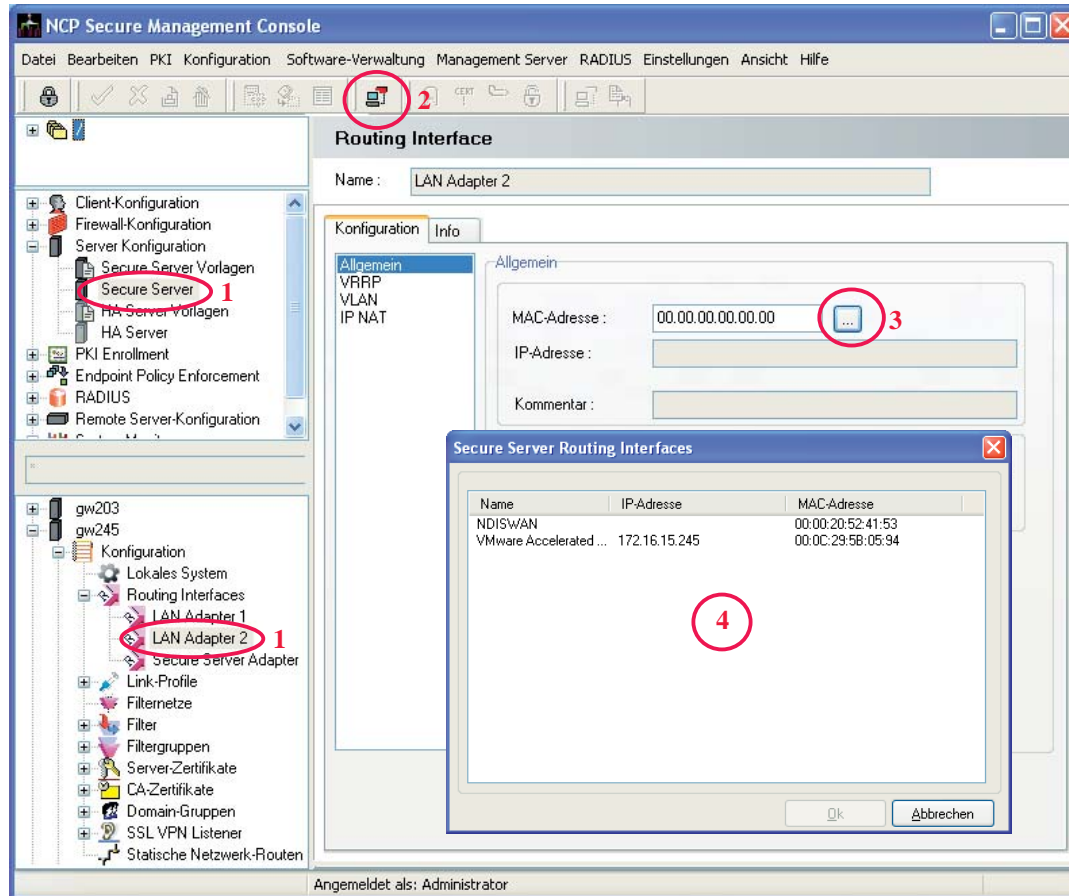 NCP Secure Management Console
Datei Bearbeiten PKI Konfiguration Software-Verwaltung Management Server RADIUS Einstellungen Ansicht Hilfe
CERT
2
/
Routing Interface
Name : LAN Adapter 2
Client-Konfiguration
Firewall-Konfiguration
Server Konfiguration
Secure Server Vorlagen
Secure Server 1
HA Server Vorlagen
HA Server
PKI Enrollment
Endpoint Policy Enforcement
RADIUS
Remote Server-Konfiguration
Konfiguration Info
Allgemein
VRRP
VLAN
IP NAT
Allgemein
MAC-Adresse : 00.00.00.00.00.00 ... 3
IP-Adresse :
Kommentar :
gw203
gw245
Konfiguration
Lokales System
Routing Interfaces
LAN Adapter 1
LAN Adapter 2 1
Secure Server Adapter
Link-Profile
Filternetze
Filter
Filtergruppen
Server-Zertifikate
CA-Zertifikate
Domain-Gruppen
SSL VPN Listener
Statische Netzwerk-Routen
Secure Server Routing Interfaces
Name IP-Adresse MAC-Adresse
NDISWAN 00:00:20:52:41:53
VMware Accelerated ... 172.16.15.245 00:0C:29:5B:05:94
4
Ok Abbrechen
Angemeldet als: Administrator